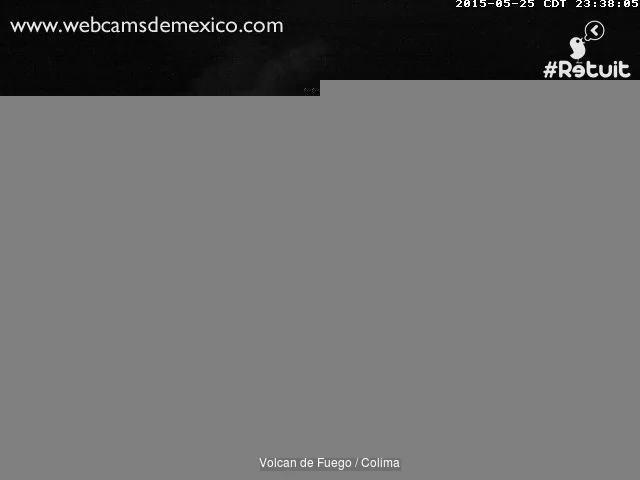 2015-05-25 CDT 23:38:05
www.webcamsdemexico.com
#Retuit
Volcan de Fuego / Colima